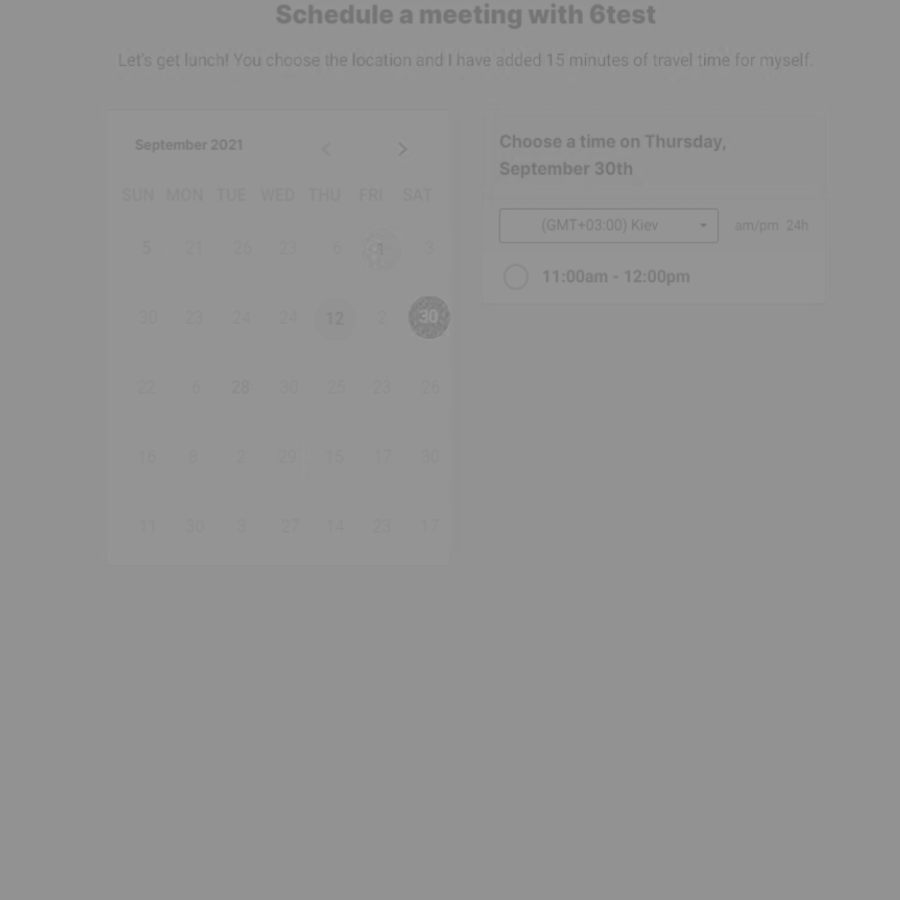 Schedule a meeting with 6test
Let's get lunch! You choose the location and I have added 15 minutes of travel time for myself.
September 2021 < >
SUN MON TUE WED THU FRI SAT
5 21 26 23 6 3
30 23 24 24 12 2 30
22 6 28 30 25 23 26
16 8 2 29 15 17 30
11 30 3 27 14 23 17
Choose a time on Thursday,
September 30th
(GMT+03:00) Kiev am/pm 24h
11:00am - 12:00pm